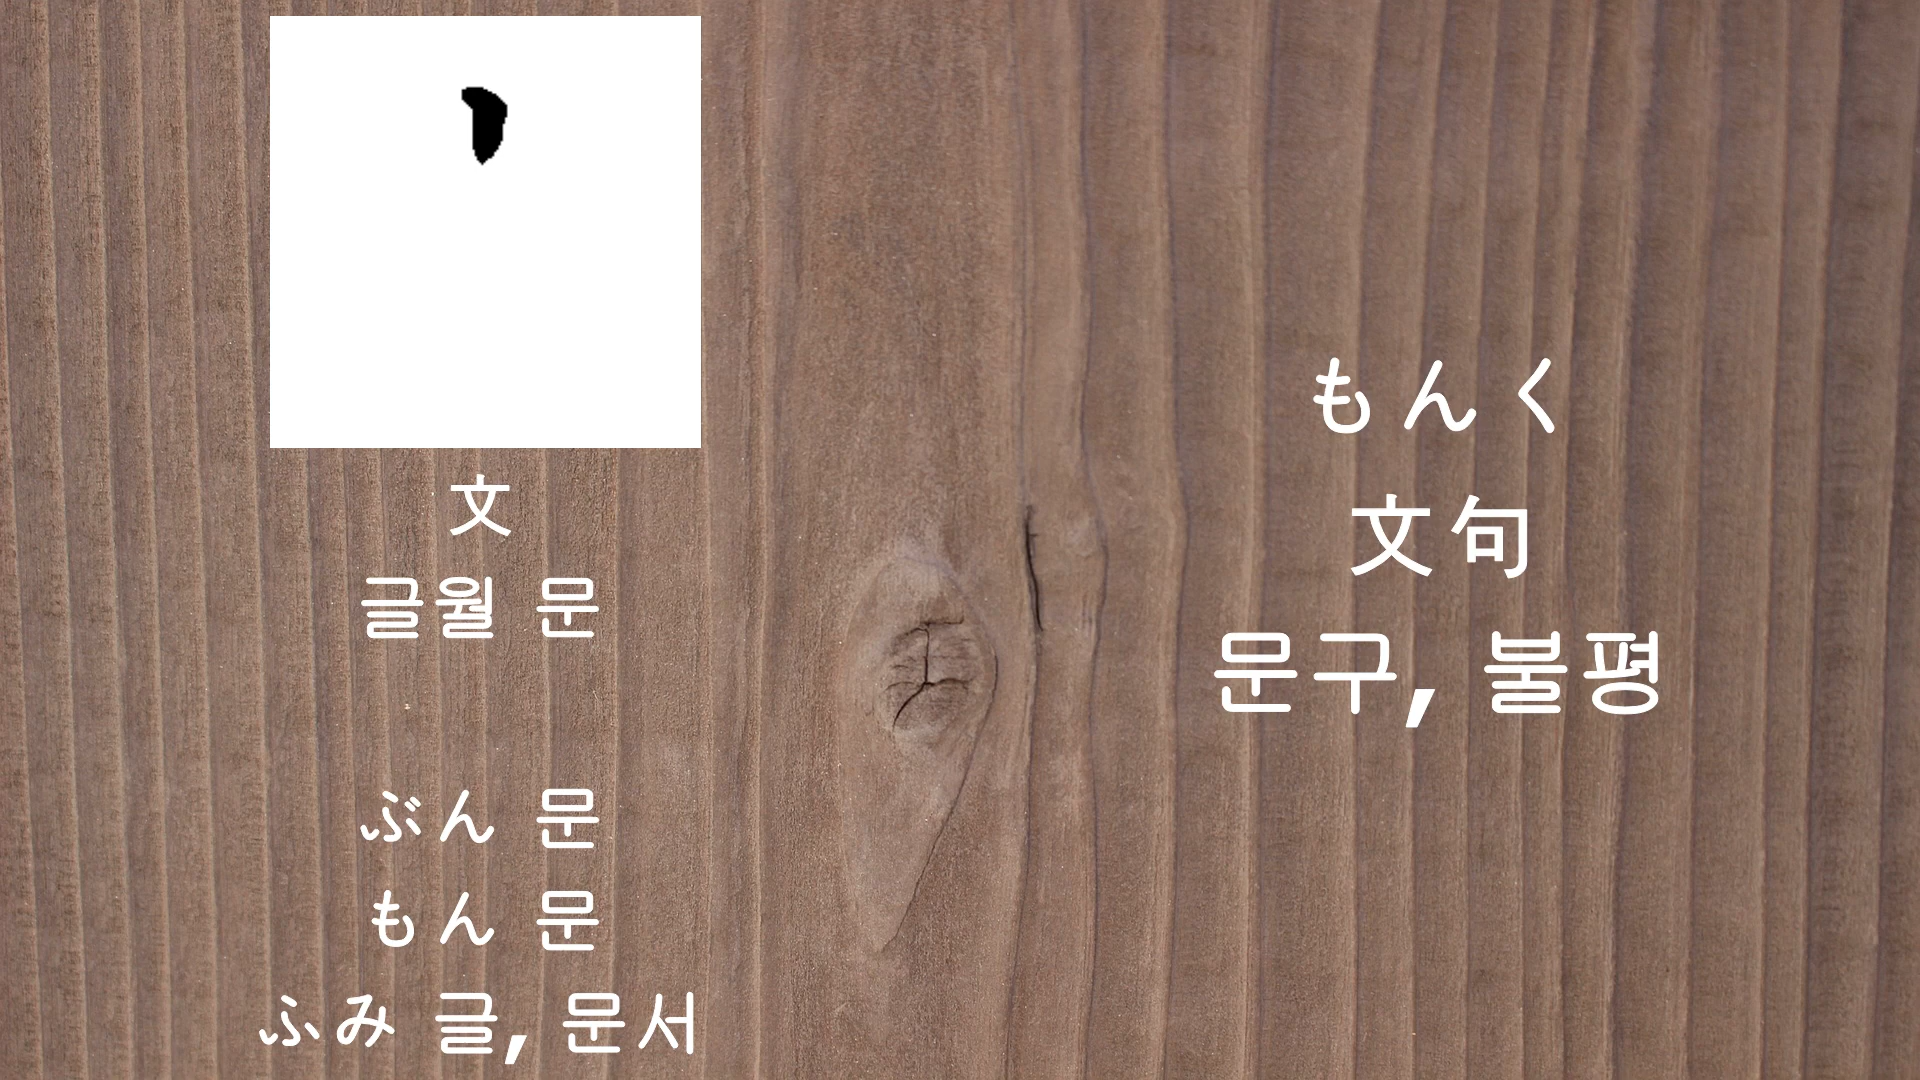 文
글월 문
ぶん 문
もん 문
ふみ 글, 문서
もんく
文句
문구, 불평